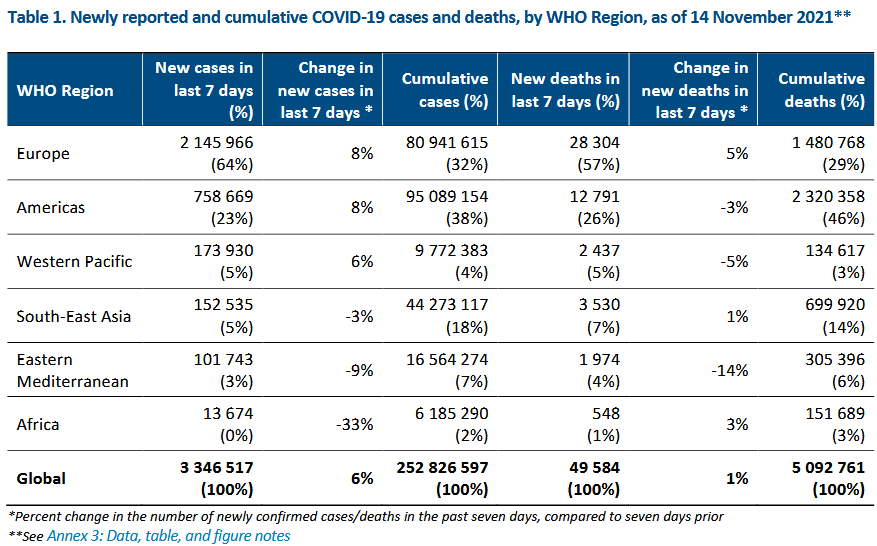 Table 1. Newly reported and cumulative COVID-19 cases and deaths, by WHO Region, as of 14 November 2021**
WHO Region
New cases in
last 7 days
(%)
Change in
new cases in
last 7 days *
Cumulative
cases (%)
New deaths in
last 7 days (%)
Change in
new deaths in
last 7 days *
Cumulative
deaths (%)
Europe
2 145 966
(64%)
8%
80 941 615
(32%)
28 304
(57%)
5%
1 480 768
(29%)
Americas
758 669
(23%)
8%
95 089 154
(38%)
12 791
(26%)
-3%
2 320 358
(46%)
Western Pacific
173 930
(5%)
6%
9 772 383
(4%)
2 437
(5%)
-5%
134 617
(3%)
South-East Asia
152 535
(5%)
-3%
44 273 117
(18%)
3 530
(7%)
1%
699 920
(14%)
Eastern
Mediterranean
101 743
(3%)
-9%
16 564 274
(7%)
1 974
(4%)
-14%
305 396
(6%)
Africa
13 674
(0%)
-33%
6 185 290
(2%)
548
(1%)
3%
151 689
(3%)
Global
3 346 517
(100%)
6%
252 826 597
(100%)
49 584
(100%)
1%
5 092 761
(100%)
*Percent change in the number of newly confirmed cases/deaths in the past seven days, compared to seven days prior
**See Annex 3: Data, table, and figure notes